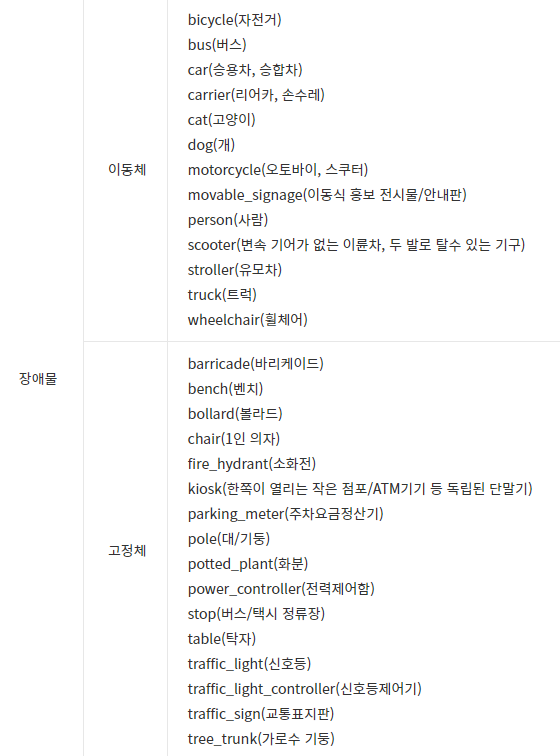 장애물
이동체
bicycle(자전거)
bus(버스)
car(승용차, 승합차)
carrier(리어카, 손수레)
cat(고양이)
dog(개)
motorcycle(오토바이, 스쿠터)
movable_signage(이동식 홍보 전시물/안내판)
person(사람)
scooter(변속 기어가 없는 이륜차, 두 발로 탈수 있는 기구)
stroller(유모차)
truck(트럭)
wheelchair(휠체어)
고정체
barricade(바리케이드)
bench(벤치)
bollard(볼라드)
chair(1인 의자)
fire_hydrant(소화전)
kiosk(한쪽이 열리는 작은 점포/ATM기기 등 독립된 단말기)
parking_meter(주차요금정산기)
pole(대/기둥)
potted_plant(화분)
power_controller(전력제어함)
stop(버스/택시 정류장)
table(탁자)
traffic_light(신호등)
traffic_light_controller(신호등제어기)
traffic_sign(교통표지판)
tree_trunk(가로수 기둥)